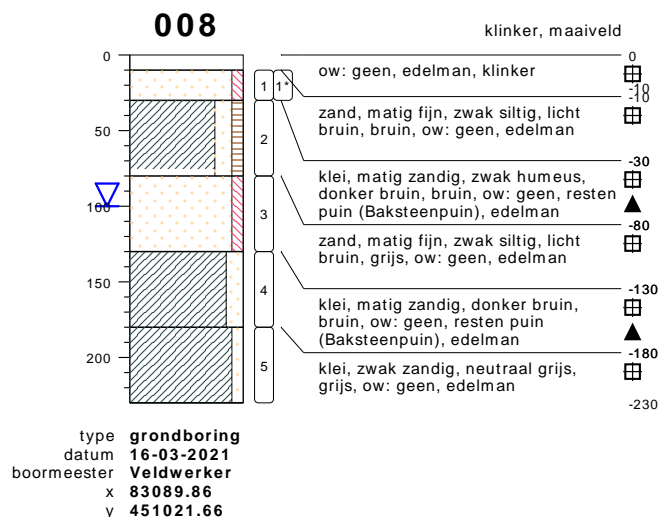 008
klinker, maaiveld
0
50
100
150
200
1
1*
2
3
4
5
0
ow: geen, edelman, klinker
-10
-10
zand, matig fijn, zwak siltig, licht
bruin, bruin, ow: geen, edelman
-30
klei, matig zandig, zwak humeus,
donker bruin, bruin, ow: geen, resten
puin (Baksteenpuin), edelman
-80
zand, matig fijn, zwak siltig, licht
bruin, grijs, ow: geen, edelman
-130
klei, matig zandig, donker bruin,
bruin, ow: geen, resten puin
(Baksteenpuin), edelman
-180
klei, zwak zandig, neutraal grijs,
grijs, ow: geen, edelman
-230
type grondboring
datum 16-03-2021
boormeester Veldwerker
x 83089.86
y 451021.66